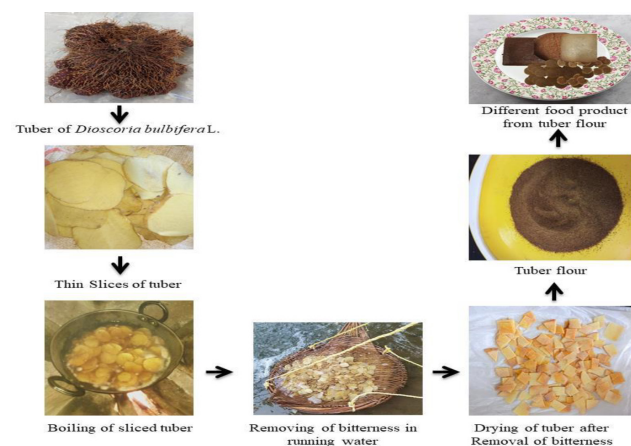 Tuber of Dioscoria bulbifera L.
Thin Slices of tuber
Boiling of sliced tuber
Removing of bitterness in
running water
Drying of tuber after
Removal of bitterness
Tuber flour
Different food product
from tuber flour